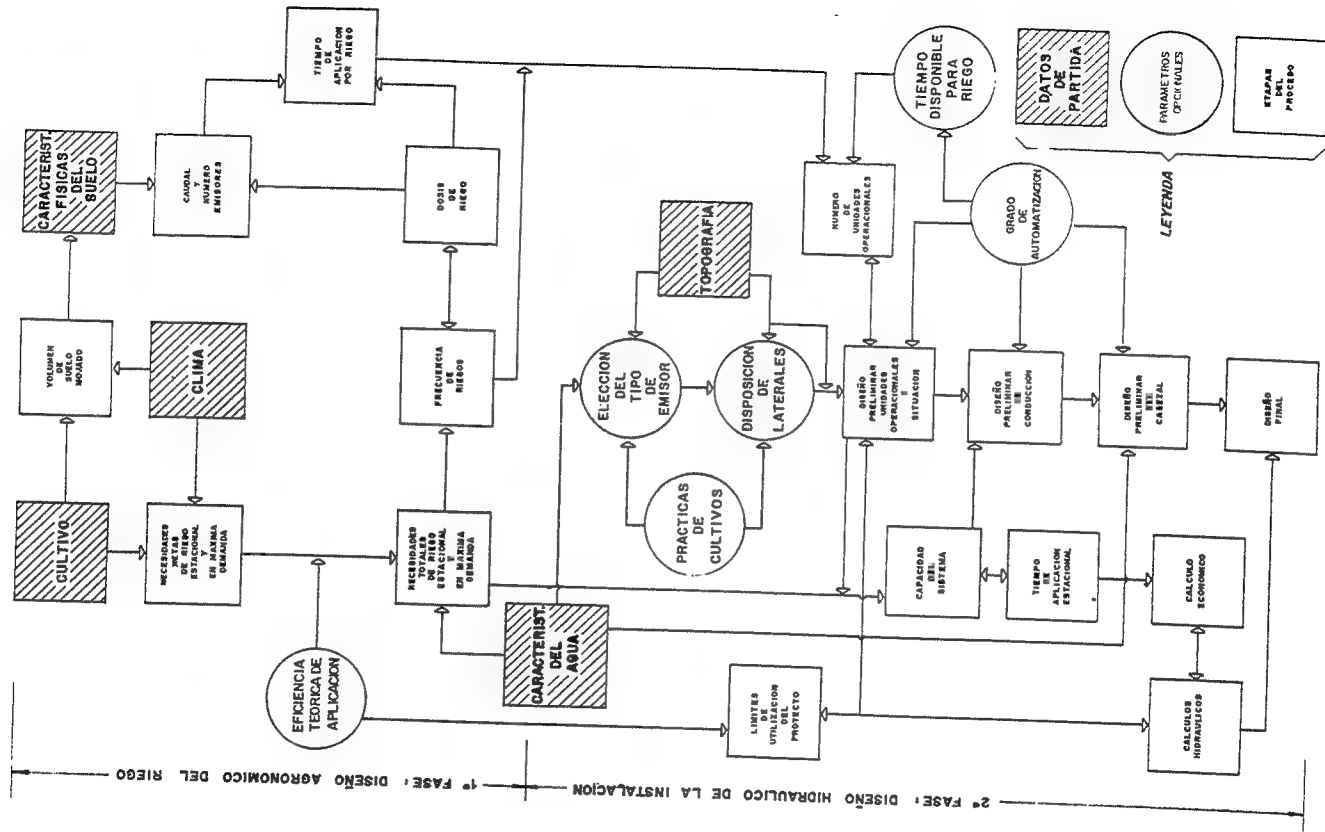 CARACTERIST.
FISICAS
DEL
SUELO
TIEMPO
DE
APLICACION
POR RIEGO
CAUDAL
Y
NUMERO
EMISORES
VOLUMEN
DE
SUELO
MOJADO
CLIMA
CULTIVO
NECESIDADES
NETAS
DE RIEGO
ESTACIONAL
Y
EN MAXIMA
DEMANDA
DOSIS
DE
RIEGO
FRECUENCIA
DE
RIEGOS
NECESIDADES
TOTALES
DE RIEGO
ESTACIONAL
Y
EN MAXIMA
DEMANDA
EFICIENCIA
TEORICA DE
APLICACION
CARACTERIST.
DEL
AGUA
ELECCION
DEL
TIPO DE
EMISOR
TOPOGRAFIA
PRACTICAS
DE
CULTIVOS
DISPOSICION
DE
LATERALES
NUMERO
DE
UNIDADES
OPERACIONALES
TIEMPO
DISPONIBLE
PARA
RIEGO
LIMITES
DE
UTILIZACION
DEL
PROYECTO
DISEÑO
PRELIMINAR
UNIDADES
OPERACIONALES
Y
SITUACION
GRADO
DE
AUTOMATIZACION
CAPACIDAD
DEL
SISTEMA
DISEÑO
PRELIMINAR
DE
CONDUCCION
TIEMPO
DE
APLICACION
ESTACIONAL
DISEÑO
PRELIMINAR
DEL
CABEZAL
CALCULO
ECONOMICO
CALCULOS
HIDRAULICOS
DISEÑO
FINAL
LEYENDA
DATOS
DE
PARTIDA
PARAMETROS
OPCIONALES
ETAPAS
DEL
PROCEDO
1ª FASE: DISEÑO AGRONOMICO DEL RIEGO
2ª FASE: DISEÑO HIDRAULICO DE LA INSTALACION